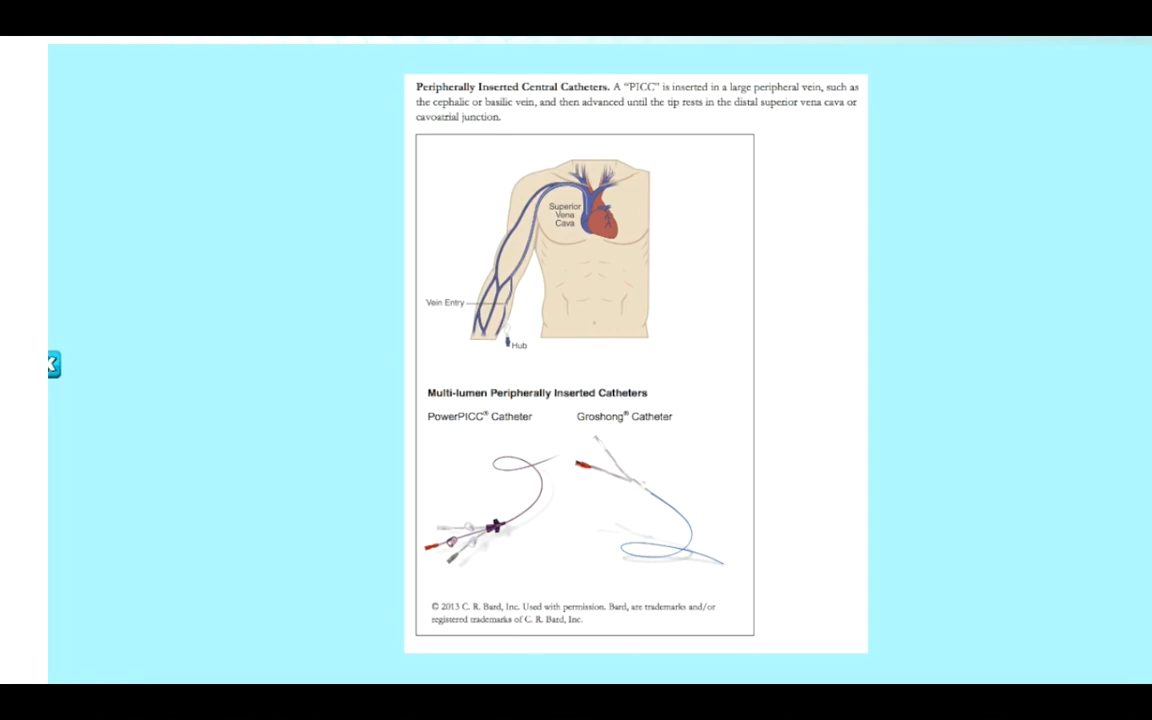 Peripherally Inserted Central Catheters. A “PICC” is inserted in a large peripheral vein, such as
the cephalic or basilic vein, and then advanced until the tip rests in the distal superior vena cava or
cavoatrial junction.
Superior
Vena
Cava
Vein Entry
Hub
Multi-lumen Peripherally Inserted Catheters
PowerPICC® Catheter
Groshong® Catheter
© 2013 C. R. Bard, Inc. Used with permission. Bard, are trademarks and/or
registered trademarks of C. R. Bard, Inc.